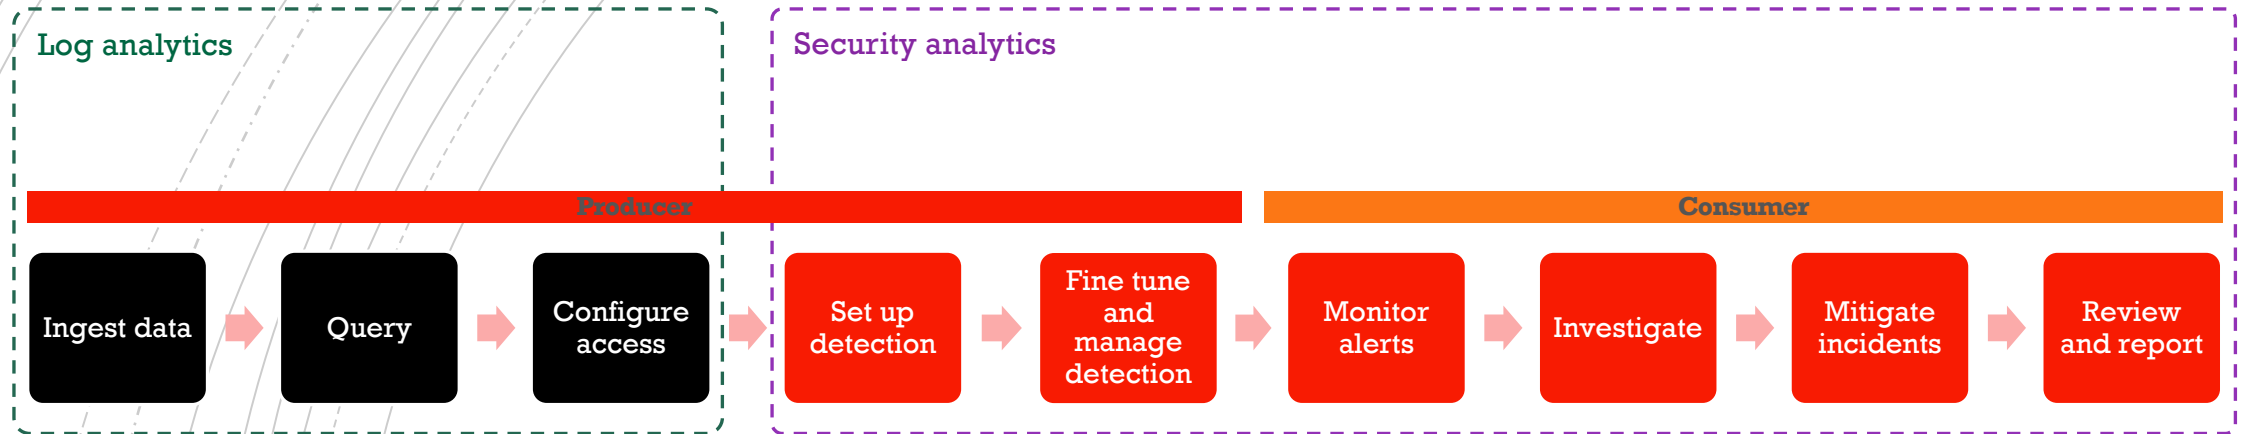 Log analytics
Security analytics
Producer
Consumer
Ingest data
Query
Configure
access
Set up
detection
Fine tune
and
manage
detection
Monitor
alerts
Investigate
Mitigate
incidents
Review
and report